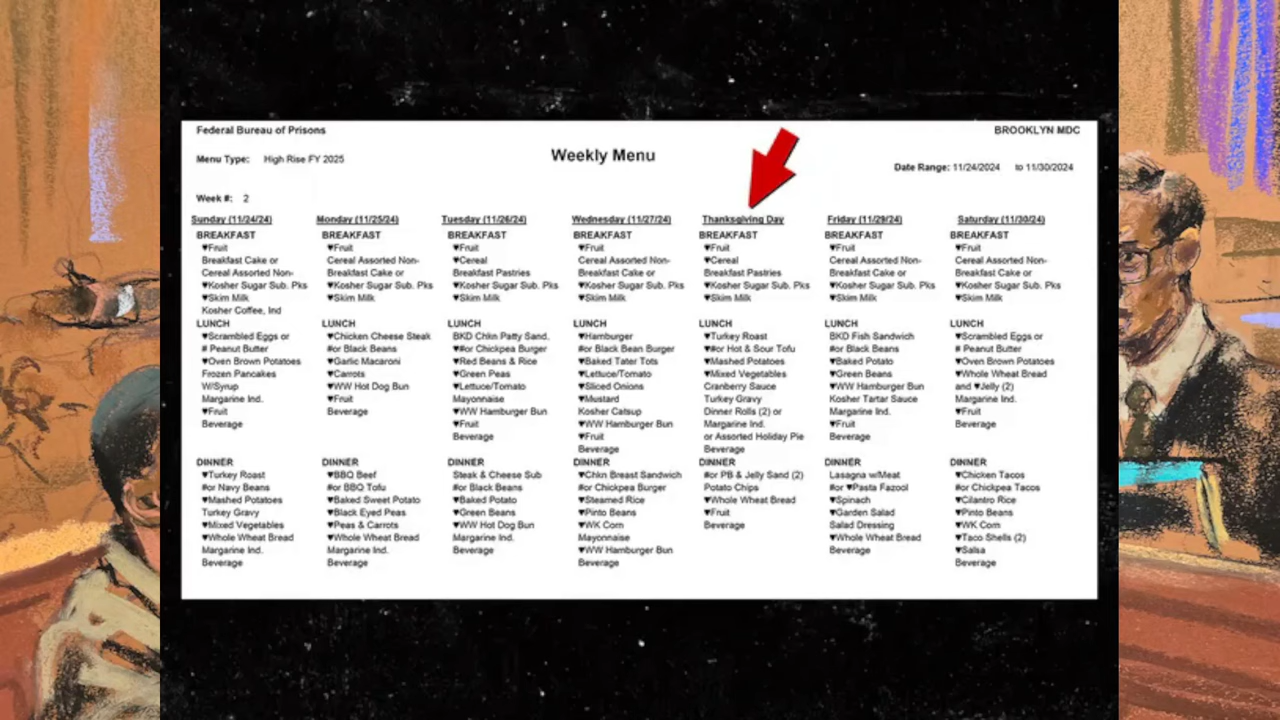 Federal Bureau of Prisons
BROOKLYN MDC
Menu Type: High Rise FY 2025
Weekly Menu
Date Range: 11/24/2024 to 11/30/2024
Week #: 2
Sunday (11/24/24)
BREAKFAST
♥Fruit
Breakfast Cake or
Cereal Assorted Non-
♥Kosher Sugar Sub. Pks
♥Skim Milk
Kosher Coffee, Ind
LUNCH
♥Scrambled Eggs or
# Peanut Butter
♥Oven Brown Potatoes
Frozen Pancakes
W/Syrup
Margarine Ind.
♥Fruit
Beverage
DINNER
♥Turkey Roast
#or Navy Beans
♥Mashed Potatoes
Turkey Gravy
♥Mixed Vegetables
♥Whole Wheat Bread
Margarine Ind.
Beverage
Monday (11/25/24)
BREAKFAST
♥Fruit
Cereal Assorted Non-
Breakfast Cake or
♥Kosher Sugar Sub. Pks
♥Skim Milk
LUNCH
♥Chicken Cheese Steak
#or Black Beans
♥Garlic Macaroni
♥Carrots
♥WW Hot Dog Bun
♥Fruit
Beverage
DINNER
♥BBQ Beef
#or BBQ Tofu
♥Baked Sweet Potato
♥Black Eyed Peas
♥Peas & Carrots
♥Whole Wheat Bread
Margarine Ind.
Beverage
Tuesday (11/26/24)
BREAKFAST
♥Fruit
♥Cereal
Breakfast Pastries
♥Kosher Sugar Sub. Pks
♥Skim Milk
LUNCH
BKD Chkn Patty Sand.
♥#or Chickpea Burger
♥Red Beans & Rice
♥Green Peas
♥Lettuce/Tomato
Mayonnaise
♥WW Hamburger Bun
♥Fruit
Beverage
DINNER
Steak & Cheese Sub
#or Black Beans
♥Baked Potato
♥Green Beans
♥WW Hot Dog Bun
Margarine Ind.
Beverage
Wednesday (11/27/24)
BREAKFAST
♥Fruit
Cereal Assorted Non-
Breakfast Cake or
♥Kosher Sugar Sub. Pks
♥Skim Milk
LUNCH
♥Hamburger
#or Black Bean Burger
♥Baked Tater Tots
♥Lettuce/Tomato
♥Sliced Onions
♥Mustard
Kosher Catsup
♥WW Hamburger Bun
♥Fruit
Beverage
DINNER
♥Chkn Breast Sandwich
#or Chickpea Burger
♥Steamed Rice
♥Pinto Beans
♥WK Corn
Mayonnaise
♥WW Hamburger Bun
Beverage
Thanksgiving Day
BREAKFAST
♥Fruit
♥Cereal
Breakfast Pastries
♥Kosher Sugar Sub. Pks
♥Skim Milk
LUNCH
♥Turkey Roast
♥#or Hot & Sour Tofu
♥Mashed Potatoes
♥Mixed Vegetables
Cranberry Sauce
Turkey Gravy
Dinner Rolls (2) or
Margarine Ind.
or Assorted Holiday Pie
Beverage
DINNER
#or PB & Jelly Sand (2)
Potato Chips
♥Whole Wheat Bread
♥Fruit
Beverage
Friday (11/29/24)
BREAKFAST
♥Fruit
Cereal Assorted Non-
Breakfast Cake or
♥Kosher Sugar Sub. Pks
♥Skim Milk
LUNCH
BKD Fish Sandwich
#or Black Beans
♥Baked Potato
♥Green Beans
♥WW Hamburger Bun
Kosher Tartar Sauce
Margarine Ind.
♥Fruit
Beverage
DINNER
Lasagna w/Meat
#or ♥Pasta Fazool
♥Spinach
♥Garden Salad
Salad Dressing
♥Whole Wheat Bread
Beverage
Saturday (11/30/24)
BREAKFAST
♥Fruit
Cereal Assorted Non-
Breakfast Cake or
♥Kosher Sugar Sub. Pks
♥Skim Milk
LUNCH
♥Scrambled Eggs or
# Peanut Butter
♥Oven Brown Potatoes
♥Whole Wheat Bread
and ♥Jelly (2)
Margarine Ind.
♥Fruit
Beverage
DINNER
♥Chicken Tacos
#or Chickpea Tacos
♥Cilantro Rice
♥Pinto Beans
♥WK Corn
♥Taco Shells (2)
♥Salsa
Beverage